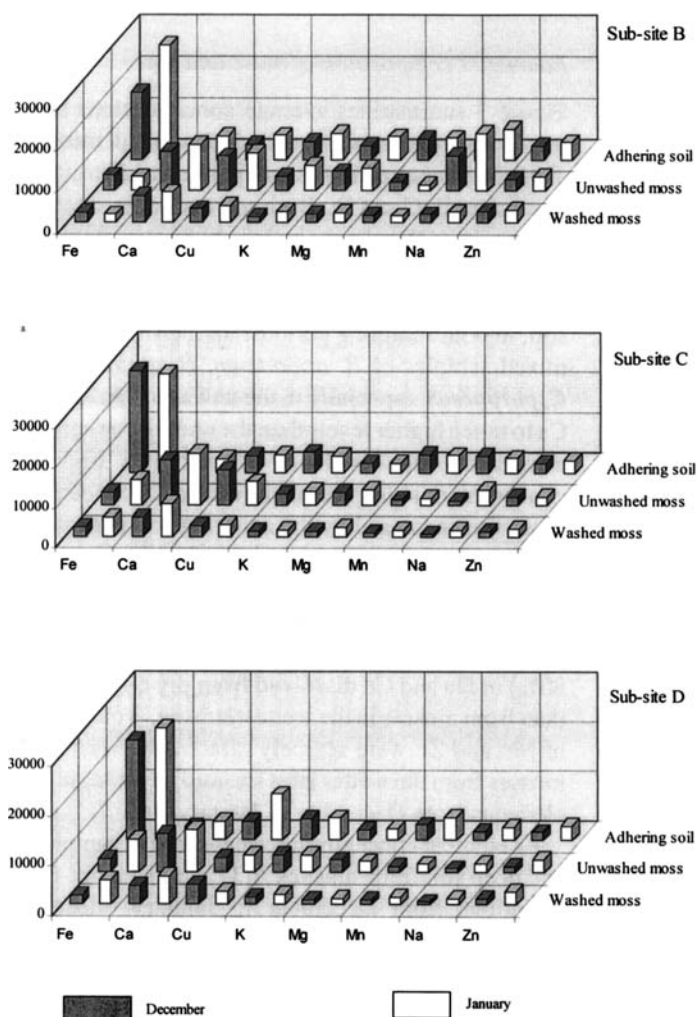 Sub-site B
30000
20000
10000
0
Adhering soil
Unwashed moss
Washed moss
Fe Ca Cu K Mg Mn Na Zn
Sub-site C
30000
20000
10000
0
Adhering soil
Unwashed moss
Washed moss
Fe Ca Cu K Mg Mn Na Zn
Sub-site D
30000
20000
10000
0
Adhering soil
Unwashed moss
Washed moss
Fe Ca Cu K Mg Mn Na Zn
December January